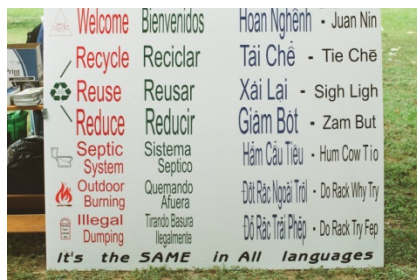 Welcome Bienvenidos Hoan Nghênh - Juan Nin
Recycle Reciclar Tái Chế - Tie Chē
Reuse Reusar Xái Lại - Sigh Ligh
Reduce Reducir Giảm Bót - Zam But
Septic System Sistema Septico Hầm Cầu Tiêu - Hum Cow Tio
Outdoor Burning Quemando Afuera Đốt Rác Ngoài Trời - Do Rack Why Try
Illegal Dumping Tirando Basura Ilegalmente Đổ Rác Trái Phép - Do Rack Try Fep
It's the SAME in All languages